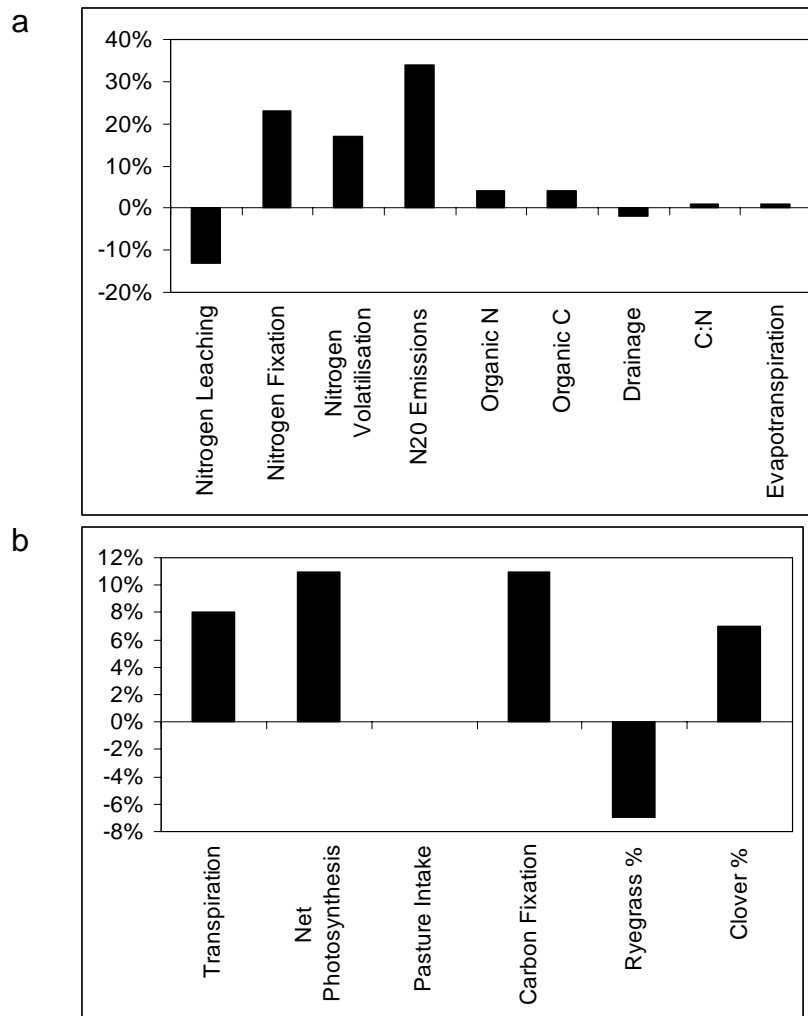 a
40%
30%
20%
10%
0%
-10%
-20%
Nitrogen Leaching
Nitrogen Fixation
Nitrogen
Volatilisation
N20 Emissions
Organic N
Organic C
Drainage
C:N
Evapotranspiration
b
12%
10%
8%
6%
4%
2%
0%
-2%
-4%
-6%
-8%
Transpiration
Net
Photosynthesis
Pasture Intake
Carbon Fixation
Ryegrass %
Clover %